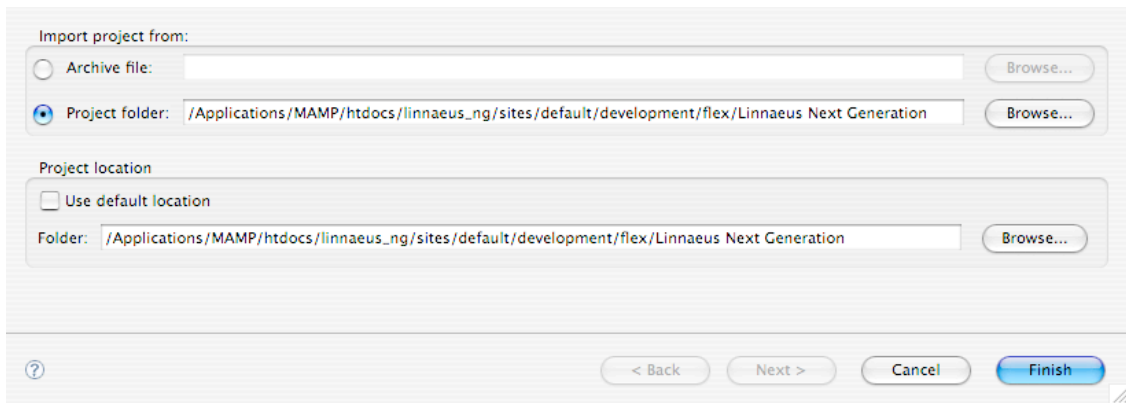 Import project from:
Archive file: Browse...
Project folder: /Applications/MAMP/htdocs/linnaeus_ng/sites/default/development/flex/Linnaeus Next Generation Browse...
Project location
Use default location
Folder: /Applications/MAMP/htdocs/linnaeus_ng/sites/default/development/flex/Linnaeus Next Generation Browse...
? < Back Next > Cancel Finish